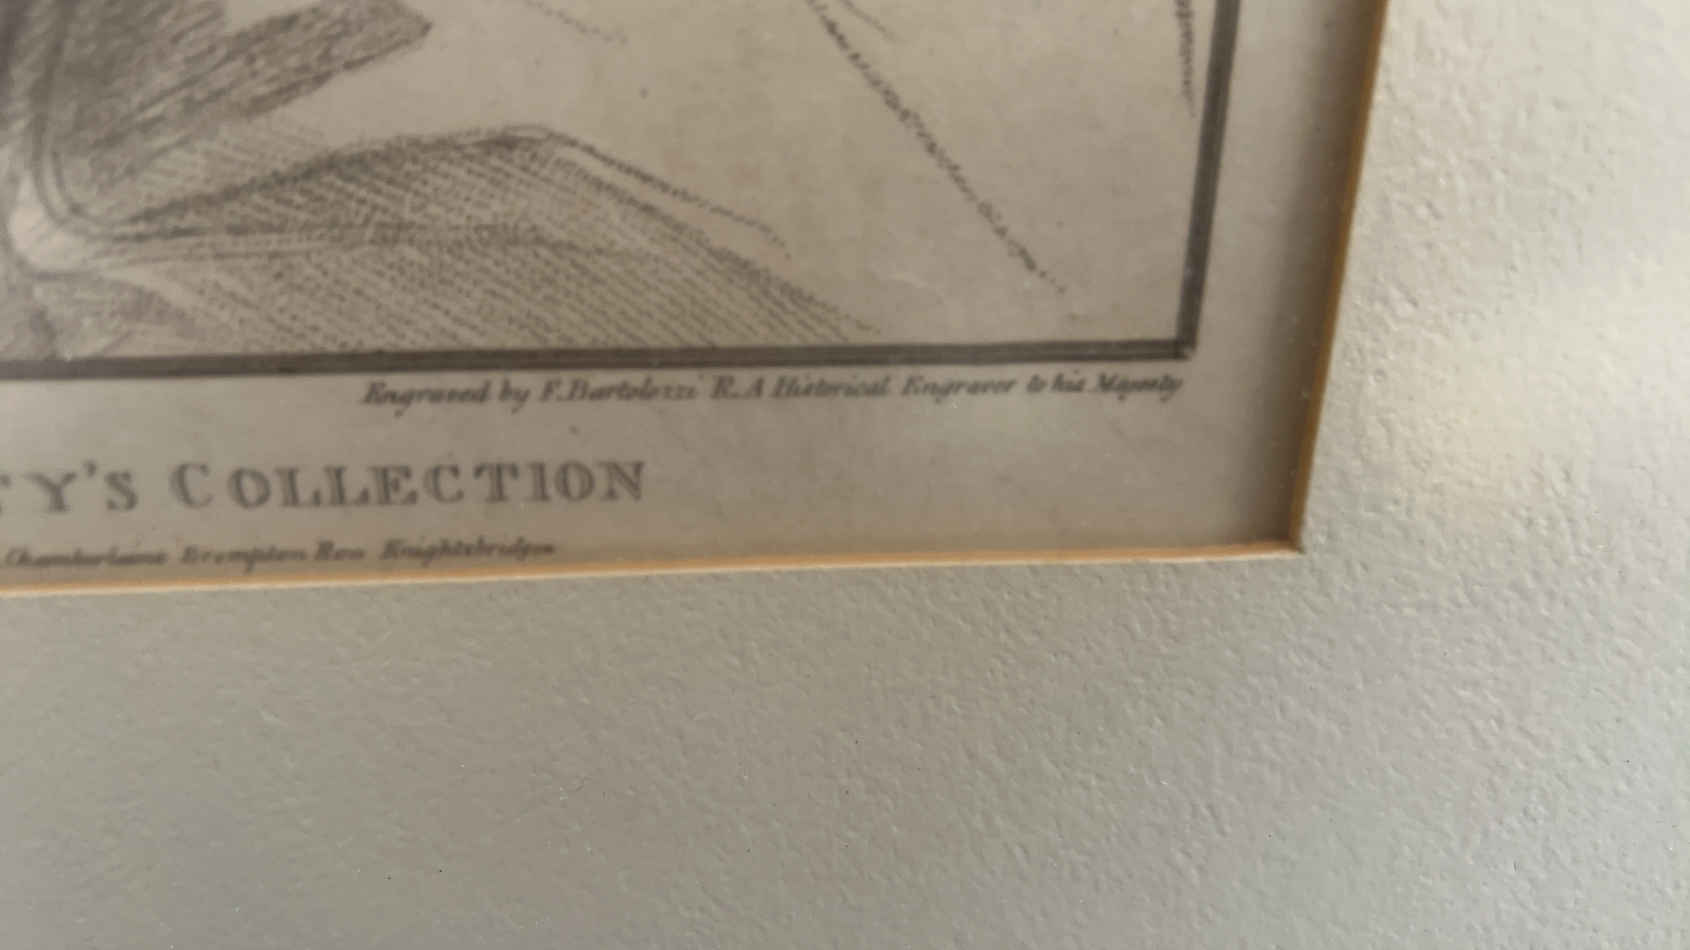 Engraved by F. Bartolozzi R. A Historical Engraver to his Majesty
TY'S COLLECTION
Chamberlaine Brompton Row Knightsbridge